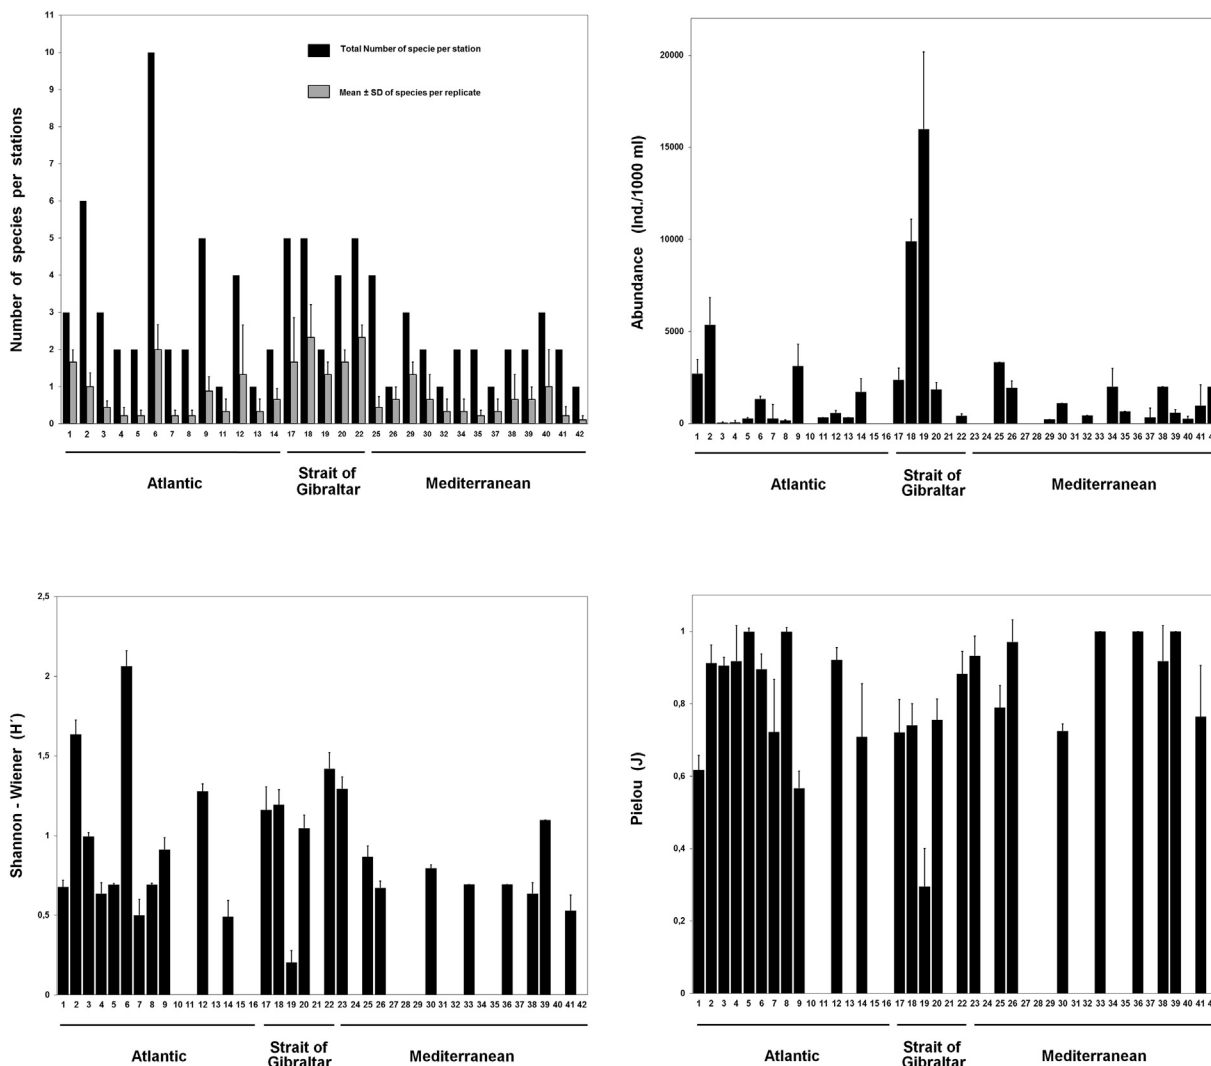 11
10
9
8
7
6
5
4
3
2
1
0
Number of species per stations
Total Number of specie per station
Mean ± SD of species per replicate
1 2 3 4 5 6 7 8 9 11 12 13 14 17 18 19 20 22 25 26 29 30 32 34 35 37 38 39 40 41 42
Atlantic
Strait of
Gibraltar
Mediterranean
20000
15000
10000
5000
0
Abundance (Ind./1000 ml)
1 2 3 4 5 6 7 8 9 10 11 12 13 14 15 16 17 18 19 20 21 22 23 24 25 26 27 28 29 30 31 32 33 34 35 36 37 38 39 40 41
Atlantic
Strait of
Gibraltar
Mediterranean
2,5
2
1,5
1
0,5
0
Shannon - Wiener (H´)
1 2 3 4 5 6 7 8 9 10 11 12 13 14 15 16 17 18 19 20 21 22 23 24 25 26 27 28 29 30 31 32 33 34 35 36 37 38 39 40 41 42
Atlantic
Strait of
Gibraltar
Mediterranean
1
0,8
0,6
0,4
0,2
0
Pielou (J)
1 2 3 4 5 6 7 8 9 10 11 12 13 14 15 16 17 18 19 20 21 22 23 24 25 26 27 28 29 30 31 32 33 34 35 36 37 38 39 40 41
Atlantic
Strait of
Gibraltar
Mediterranean